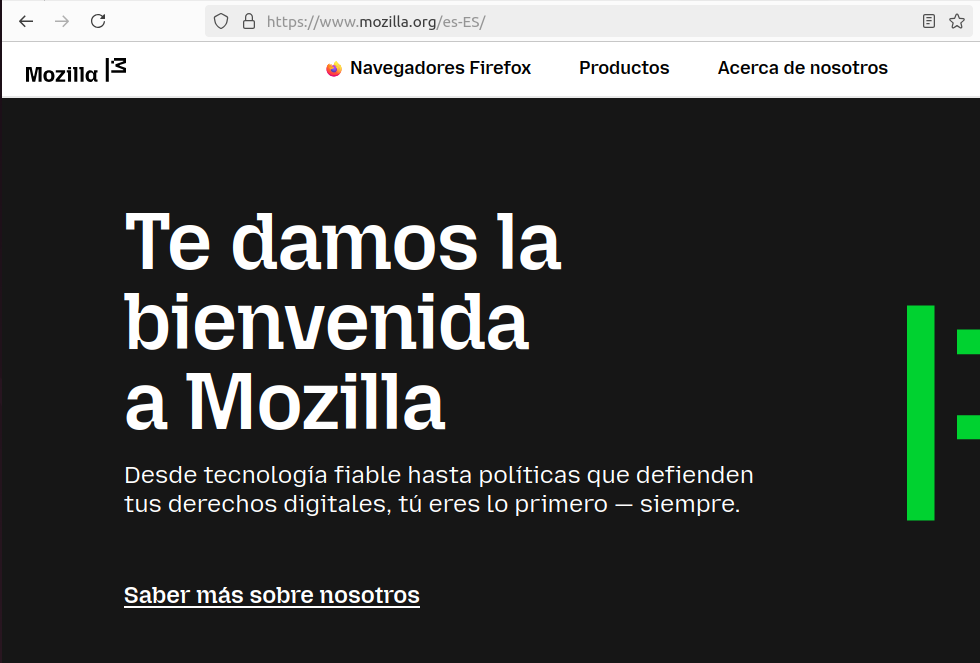 https://www.mozilla.org/es-ES/
Mozilla
Navegadores Firefox
Productos
Acerca de nosotros
Te damos la
bienvenida
a Mozilla
Desde tecnología fiable hasta políticas que defienden
tus derechos digitales, tú eres lo primero — siempre.
Saber más sobre nosotros